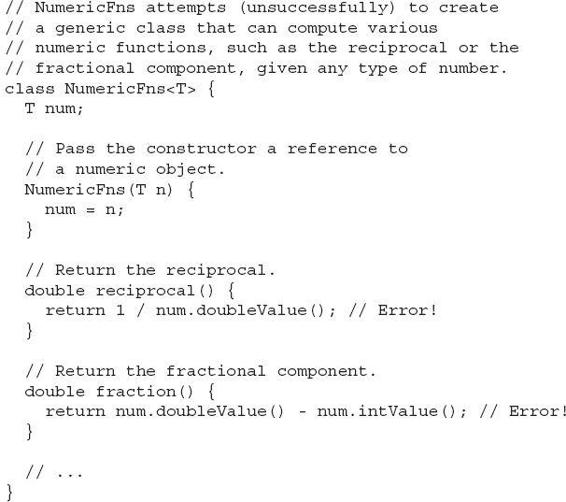 // NumericFns attempts (unsuccessfully) to create
// a generic class that can compute various
// numeric functions, such as the reciprocal or the
// fractional component, given any type of number.
class NumericFns<T> {
  T num;

  // Pass the constructor a reference to
  // a numeric object.
  NumericFns(T n) {
    num = n;
  }

  // Return the reciprocal.
  double reciprocal() {
    return 1 / num.doubleValue(); // Error!
  }

  // Return the fractional component.
  double fraction() {
    return num.doubleValue() - num.intValue(); // Error!
  }

  // ...
}